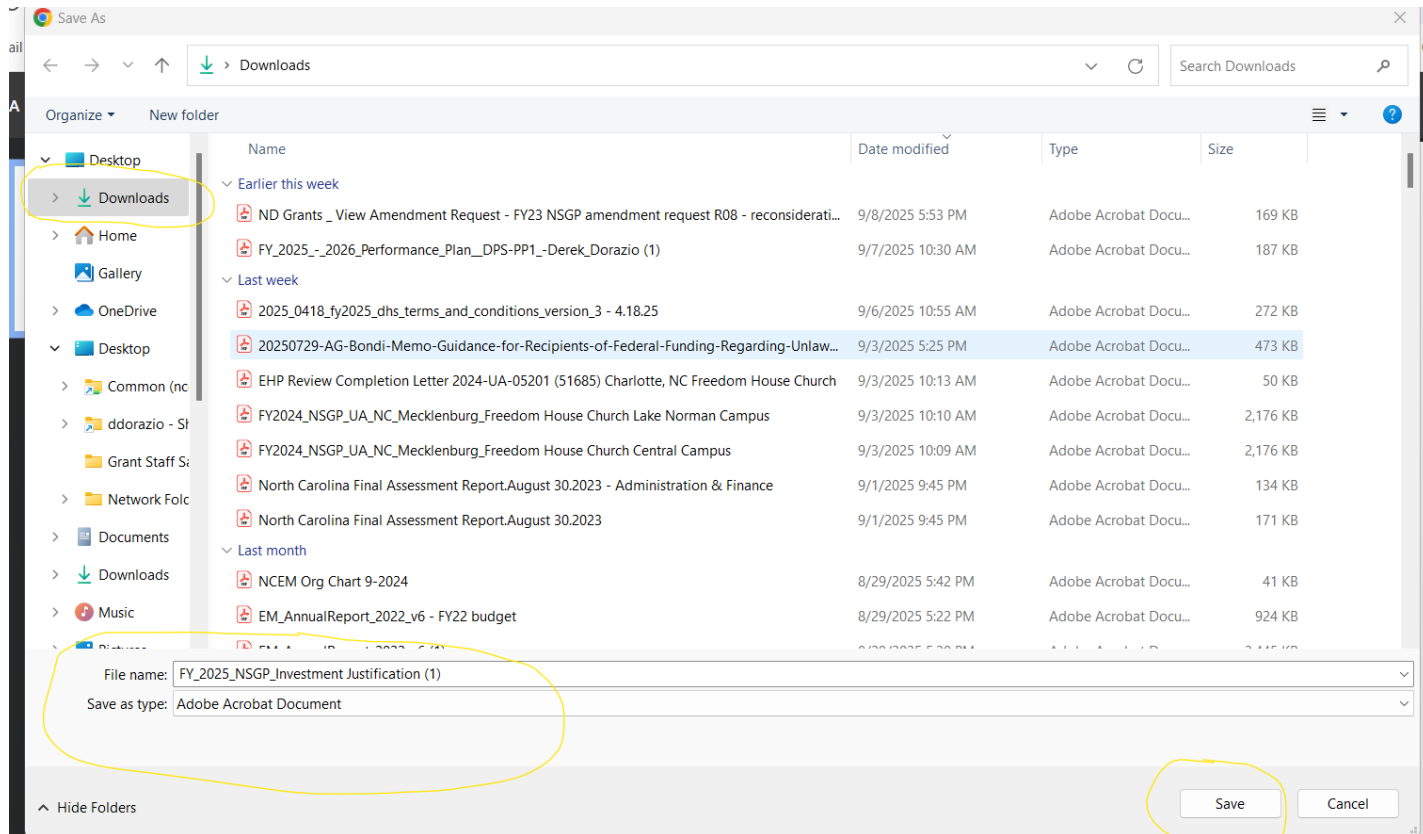 Save As
ail
Downloads
Search Downloads
A
Organize
New folder
Name
Date modified
Type
Size
Desktop
Downloads
Home
Gallery
OneDrive
Desktop
Common (nc
ddorazio - Sh
Grant Staff Sa
Network Folc
Documents
Downloads
Music
Pictures
Earlier this week
ND Grants _ View Amendment Request - FY23 NSGP amendment request R08 - reconsiderati... 9/8/2025 5:53 PM Adobe Acrobat Docu... 169 KB
FY_2025_-_2026_Performance_Plan__DPS-PP1_-Derek_Dorazio (1) 9/7/2025 10:30 AM Adobe Acrobat Docu... 187 KB
Last week
2025_0418_fy2025_dhs_terms_and_conditions_version_3 - 4.18.25 9/6/2025 10:55 AM Adobe Acrobat Docu... 272 KB
20250729-AG-Bondi-Memo-Guidance-for-Recipients-of-Federal-Funding-Regarding-Unlaw... 9/3/2025 5:25 PM Adobe Acrobat Docu... 473 KB
EHP Review Completion Letter 2024-UA-05201 (51685) Charlotte, NC Freedom House Church 9/3/2025 10:13 AM Adobe Acrobat Docu... 50 KB
FY2024_NSGP_UA_NC_Mecklenburg_Freedom House Church Lake Norman Campus 9/3/2025 10:10 AM Adobe Acrobat Docu... 2,176 KB
FY2024_NSGP_UA_NC_Mecklenburg_Freedom House Church Central Campus 9/3/2025 10:09 AM Adobe Acrobat Docu... 2,176 KB
North Carolina Final Assessment Report.August 30.2023 - Administration & Finance 9/1/2025 9:45 PM Adobe Acrobat Docu... 134 KB
North Carolina Final Assessment Report.August 30.2023 9/1/2025 9:45 PM Adobe Acrobat Docu... 171 KB
Last month
NCEM Org Chart 9-2024 8/29/2025 5:42 PM Adobe Acrobat Docu... 41 KB
EM_AnnualReport_2022_v6 - FY22 budget 8/29/2025 5:22 PM Adobe Acrobat Docu... 924 KB
File name: FY_2025_NSGP_Investment Justification (1)
Save as type: Adobe Acrobat Document
Hide Folders
Save
Cancel